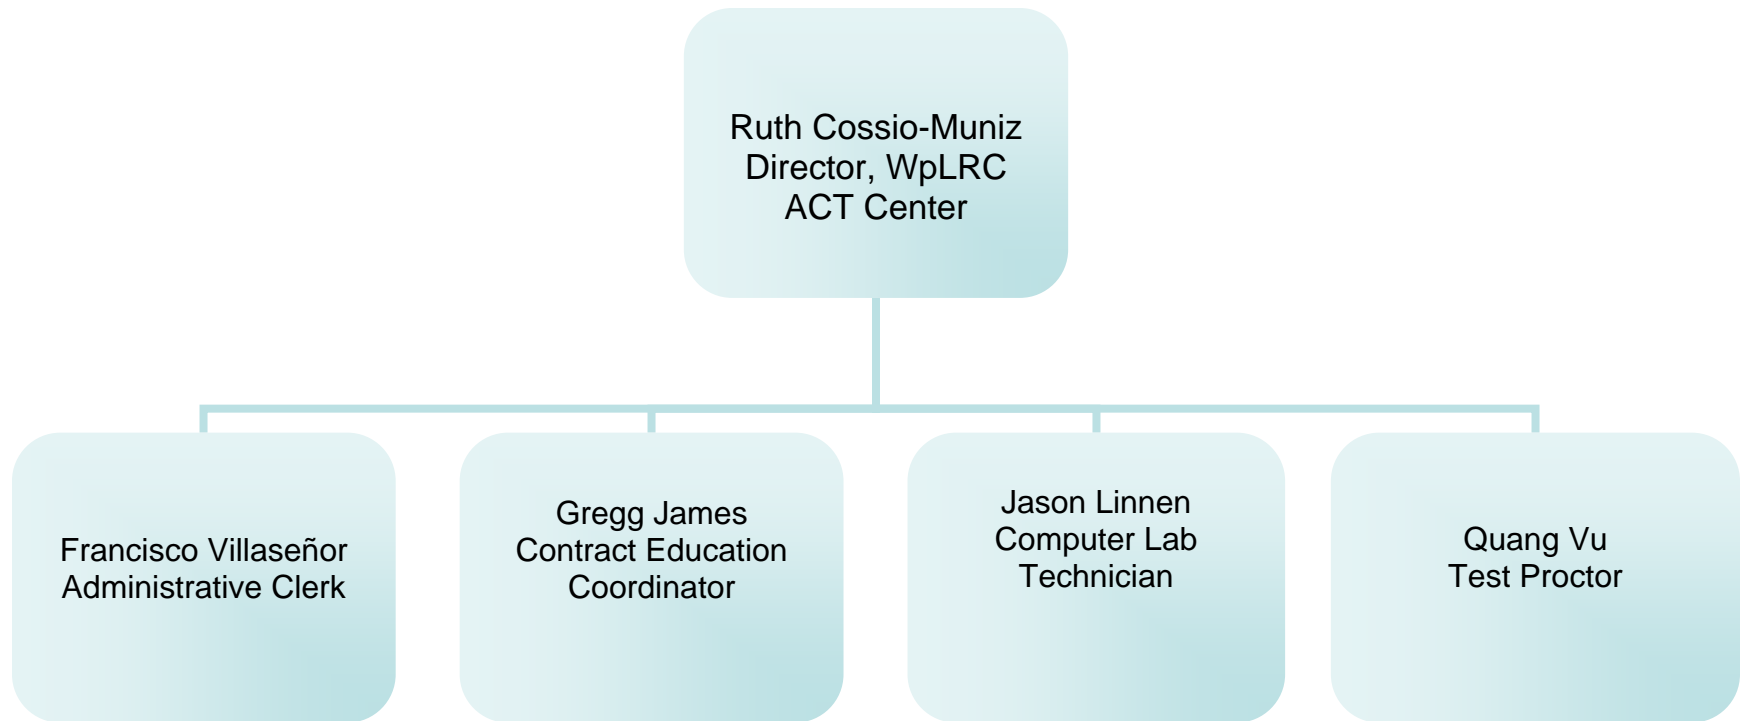 Ruth Cossio-Muniz
Director, WpLRC
ACT Center
Francisco Villaseñor
Administrative Clerk
Gregg James
Contract Education
Coordinator
Jason Linnen
Computer Lab
Technician
Quang Vu
Test Proctor